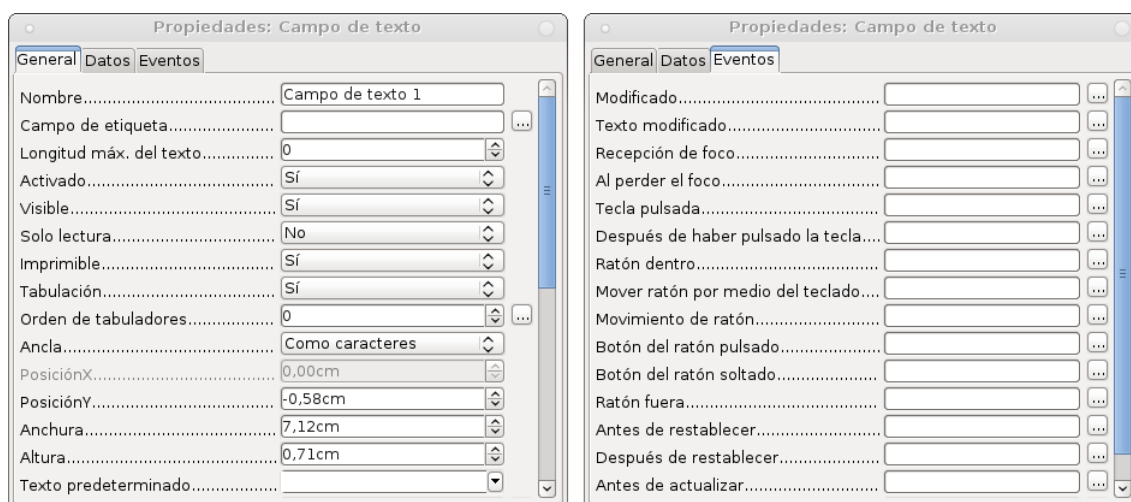 Propiedades: Campo de texto
General Datos Eventos
Nombre........................................ Campo de texto 1
Campo de etiqueta...................... ...
Longitud máx. del texto............... 0
Activado....................................... Sí
Visible........................................... Sí
Solo lectura.................................. No
Imprimible.................................... Sí
Tabulación.................................... Sí
Orden de tabuladores.................. 0 ...
Ancla............................................. Como caracteres
PosiciónX...................................... 0,00cm
PosiciónY...................................... -0,58cm
Anchura........................................ 7,12cm
Altura............................................ 0,71cm
Texto predeterminado..................
Propiedades: Campo de texto
General Datos Eventos
Modificado.......................................... ...
Texto modificado................................ ...
Recepción de foco.............................. ...
Al perder el foco................................. ...
Tecla pulsada..................................... ...
Después de haber pulsado la tecla.... ...
Ratón dentro...................................... ...
Mover ratón por medio del teclado.... ...
Movimiento de ratón.......................... ...
Botón del ratón pulsado..................... ...
Botón del ratón soltado...................... ...
Ratón fuera........................................ ...
Antes de restablecer.......................... ...
Después de restablecer...................... ...
Antes de actualizar............................. ...